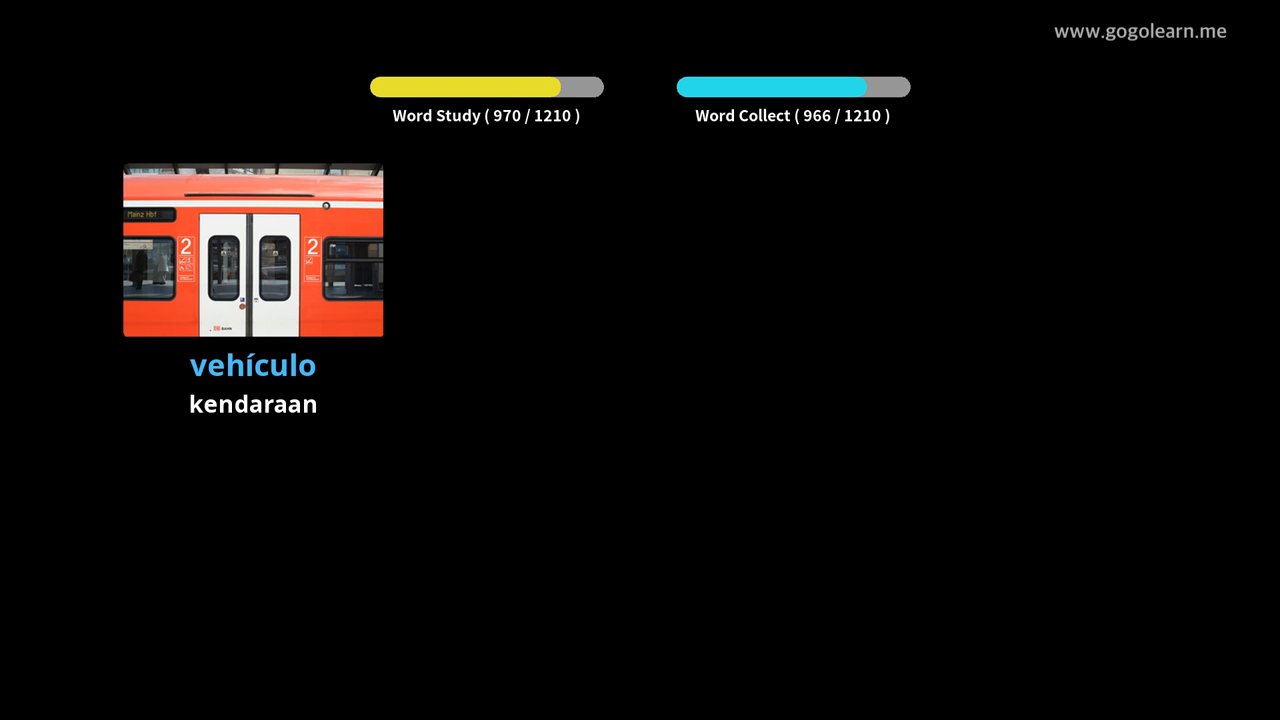 www.gogolearn.me
Word Study ( 970 / 1210 )
Word Collect ( 966 / 1210 )
Mainz Hbf
2
2
vehículo
kendaraan